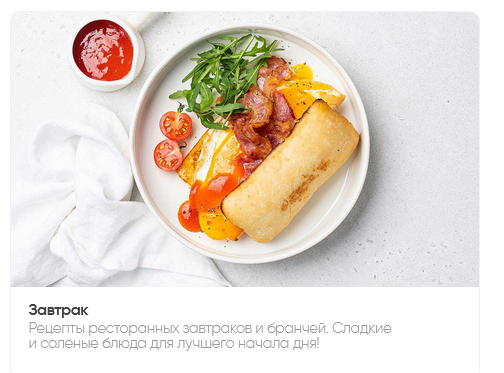 Завтрак
Рецепты ресторанных завтраков и бранчей. Сладкие
и соленые блюда для лучшего начала дня!